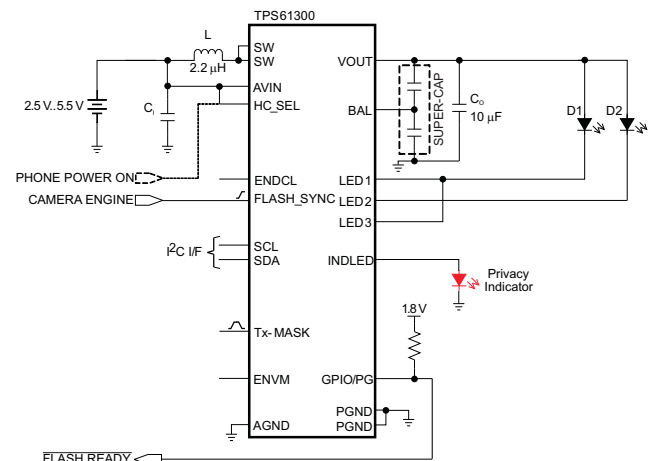 TPS61300
L
2.2 μH
SW
SW
VOUT
2.5 V..5.5 V
CI
AVIN
HC_SEL
BAL
SUPER-CAP
CO
10 μF
D1
D2
PHONE POWER ON
CAMERA ENGINE
ENDCL
FLASH_SYNC
LED1
LED2
LED3
I2C I/F
SCL
SDA
INDLED
Privacy
Indicator
1.8 V
Tx-MASK
ENVM
GPIO/PG
AGND
PGND
PGND
FLASH READY